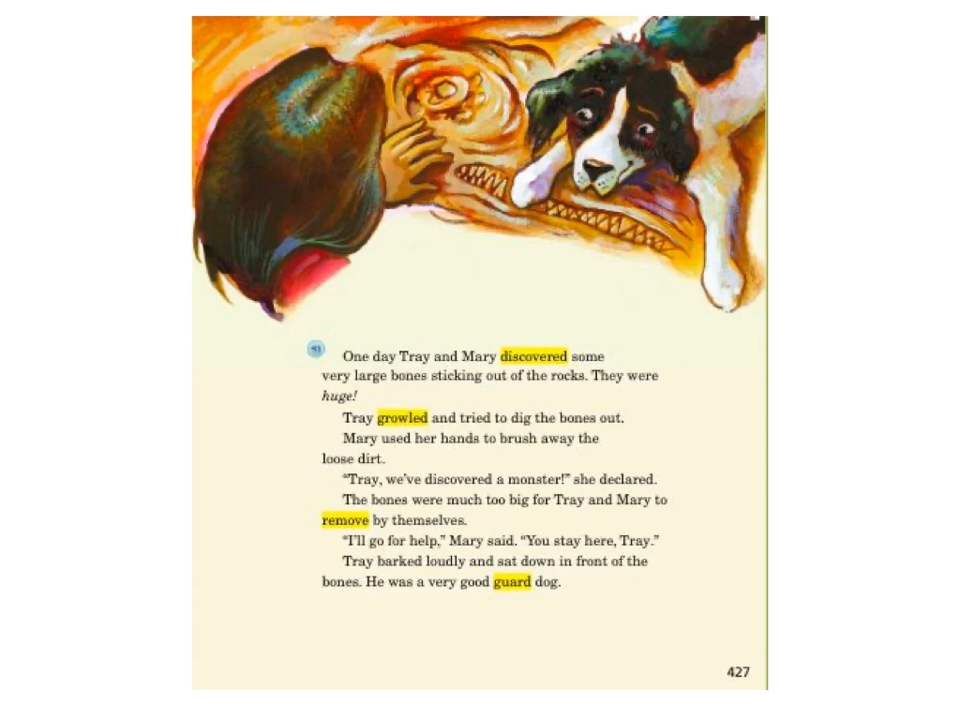 One day Tray and Mary discovered some
very large bones sticking out of the rocks. They were
huge!
Tray growled and tried to dig the bones out.
Mary used her hands to brush away the
loose dirt.
“Tray, we’ve discovered a monster!” she declared.
The bones were much too big for Tray and Mary to
remove by themselves.
“I’ll go for help,” Mary said. “You stay here, Tray.”
Tray barked loudly and sat down in front of the
bones. He was a very good guard dog.
427